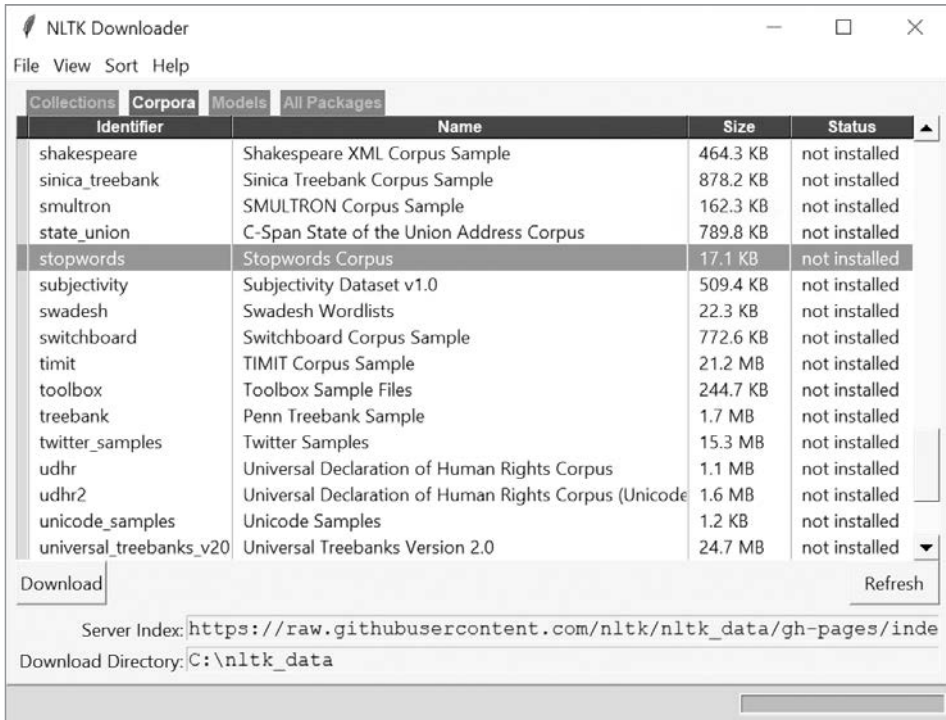 NLTK Downloader
File View Sort Help
Collections Corpora Models All Packages
Identifier Name Size Status
shakespeare Shakespeare XML Corpus Sample 464.3 KB not installed
sinica_treebank Sinica Treebank Corpus Sample 878.2 KB not installed
smultron SMULTRON Corpus Sample 162.3 KB not installed
state_union C-Span State of the Union Address Corpus 789.8 KB not installed
stopwords Stopwords Corpus 17.1 KB not installed
subjectivity Subjectivity Dataset v1.0 509.4 KB not installed
swadesh Swadesh Wordlists 22.3 KB not installed
switchboard Switchboard Corpus Sample 772.6 KB not installed
timit TIMIT Corpus Sample 21.2 MB not installed
toolbox Toolbox Sample Files 244.7 KB not installed
treebank Penn Treebank Sample 1.7 MB not installed
twitter_samples Twitter Samples 15.3 MB not installed
udhr Universal Declaration of Human Rights Corpus 1.1 MB not installed
udhr2 Universal Declaration of Human Rights Corpus (Unicode 1.6 MB not installed
unicode_samples Unicode Samples 1.2 KB not installed
universal_treebanks_v20 Universal Treebanks Version 2.0 24.7 MB not installed
Download Refresh
Server Index: https://raw.githubusercontent.com/nltk/nltk_data/gh-pages/inde
Download Directory: C:\nltk_data